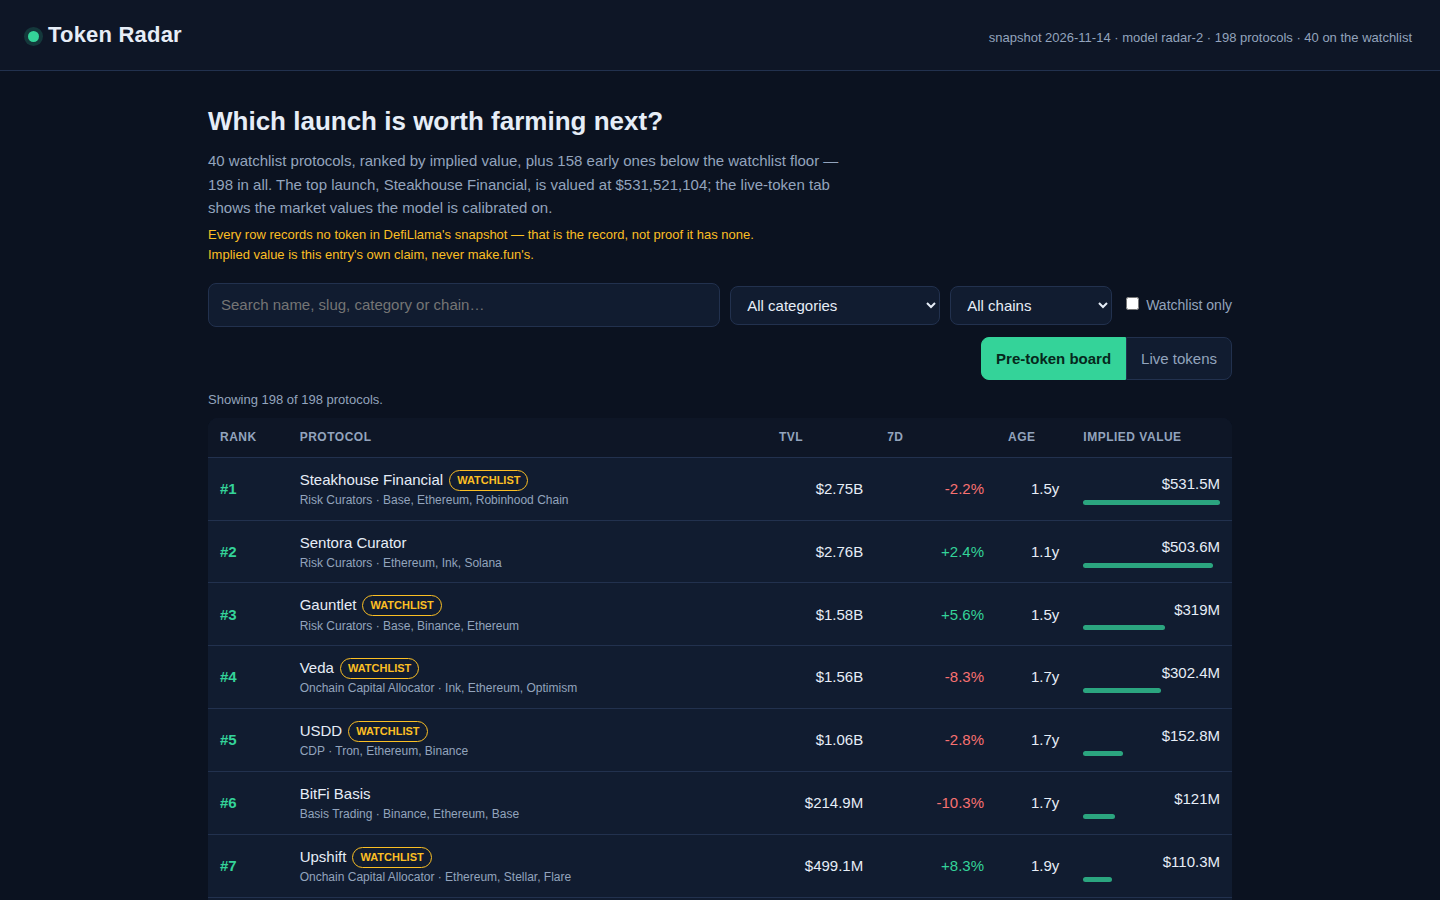 Token Radar
snapshot 2026-11-14 · model radar-2 · 198 protocols · 40 on the watchlist
Which launch is worth farming next?
40 watchlist protocols, ranked by implied value, plus 158 early ones below the watchlist floor —
198 in all. The top launch, Steakhouse Financial, is valued at $531,521,104; the live-token tab
shows the market values the model is calibrated on.
Every row records no token in DefiLlama's snapshot — that is the record, not proof it has none.
Implied value is this entry's own claim, never make.fun's.
Search name, slug, category or chain…
All categories
All chains
Watchlist only
Pre-token board
Live tokens
Showing 198 of 198 protocols.
RANK PROTOCOL TVL 7D AGE IMPLIED VALUE
#1 Steakhouse Financial WATCHLIST $2.75B -2.2% 1.5y $531.5M
Risk Curators · Base, Ethereum, Robinhood Chain
#2 Sentora Curator $2.76B +2.4% 1.1y $503.6M
Risk Curators · Ethereum, Ink, Solana
#3 Gauntlet WATCHLIST $1.58B +5.6% 1.5y $319M
Risk Curators · Base, Binance, Ethereum
#4 Veda WATCHLIST $1.56B -8.3% 1.7y $302.4M
Onchain Capital Allocator · Ink, Ethereum, Optimism
#5 USDD WATCHLIST $1.06B -2.8% 1.7y $152.8M
CDP · Tron, Ethereum, Binance
#6 BitFi Basis $214.9M -10.3% 1.7y $121M
Basis Trading · Binance, Ethereum, Base
#7 Upshift WATCHLIST $499.1M +8.3% 1.9y $110.3M
Onchain Capital Allocator · Ethereum, Stellar, Flare